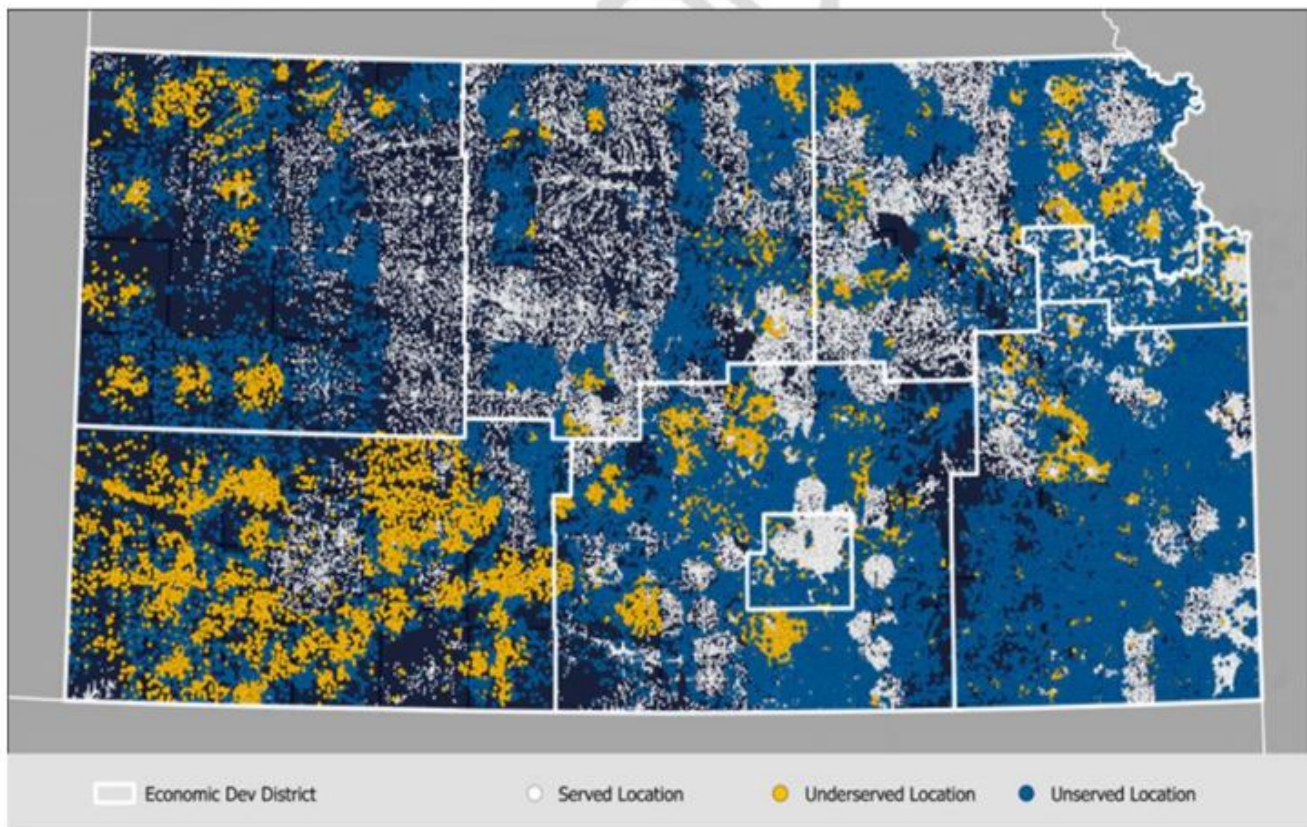 Economic Dev District
Served Location
Underserved Location
Unserved Location